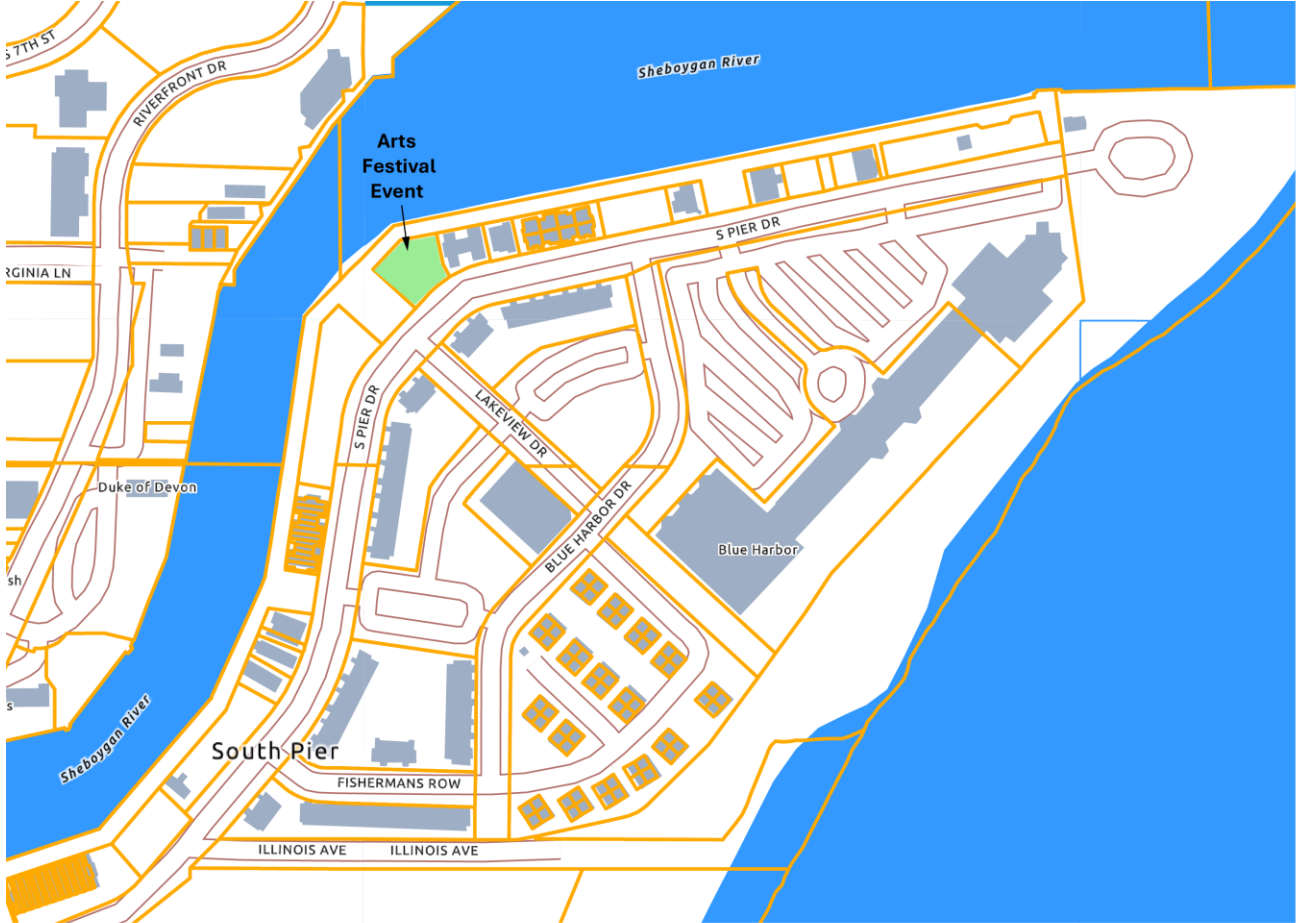 S 7TH ST
RIVERFRONT DR
Sheboygan River
Arts
Festival
Event
S PIER DR
RGINIA LN
S PIER DR
LAKEVIEW DR
Duke of Devon
BLUE HARBOR DR
Blue Harbor
sh
s
Sheboygan River
South Pier
FISHERMANS ROW
ILLINOIS AVE
ILLINOIS AVE